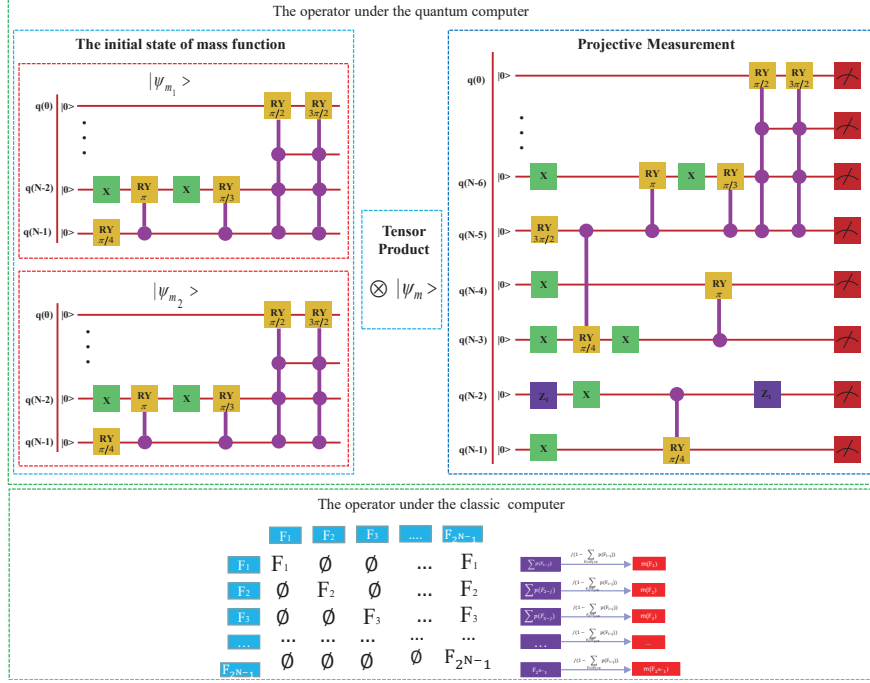 The operator under the quantum computer
The initial state of mass function
|ψm1 >
q(0) |0> RY π/2 RY 3π/2
q(N-2) |0> X RY π X RY π/3
q(N-1) |0> RY π/4
|ψm2 >
q(0) |0> RY π/2 RY 3π/2
q(N-2) |0> X RY π X RY π/3
q(N-1) |0> RY π/4
Tensor
Product
⊗ |ψm >
Projective Measurement
q(0) |0> RY π/2 RY 3π/2
q(N-6) |0> X RY π X RY π/3
q(N-5) |0> RY 3π/2
q(N-4) |0> X RY π
q(N-3) |0> X RY π/4 X
q(N-2) |0> Z1 X Z1
q(N-1) |0> X RY π/4
The operator under the classic computer
F1 F2 F3 .... F2N-1
F1 F1 Ø Ø ... F1
F2 Ø F2 Ø ... F2
F3 Ø Ø F3 ... F3
... ... ... ... ... ...
F2N-1 Ø Ø Ø Ø F2N-1
∑p(F1-j) m(F1)
∑p(F2-j)
∑p(F3-j)
... ...
F2N-1 m(F2N-1)